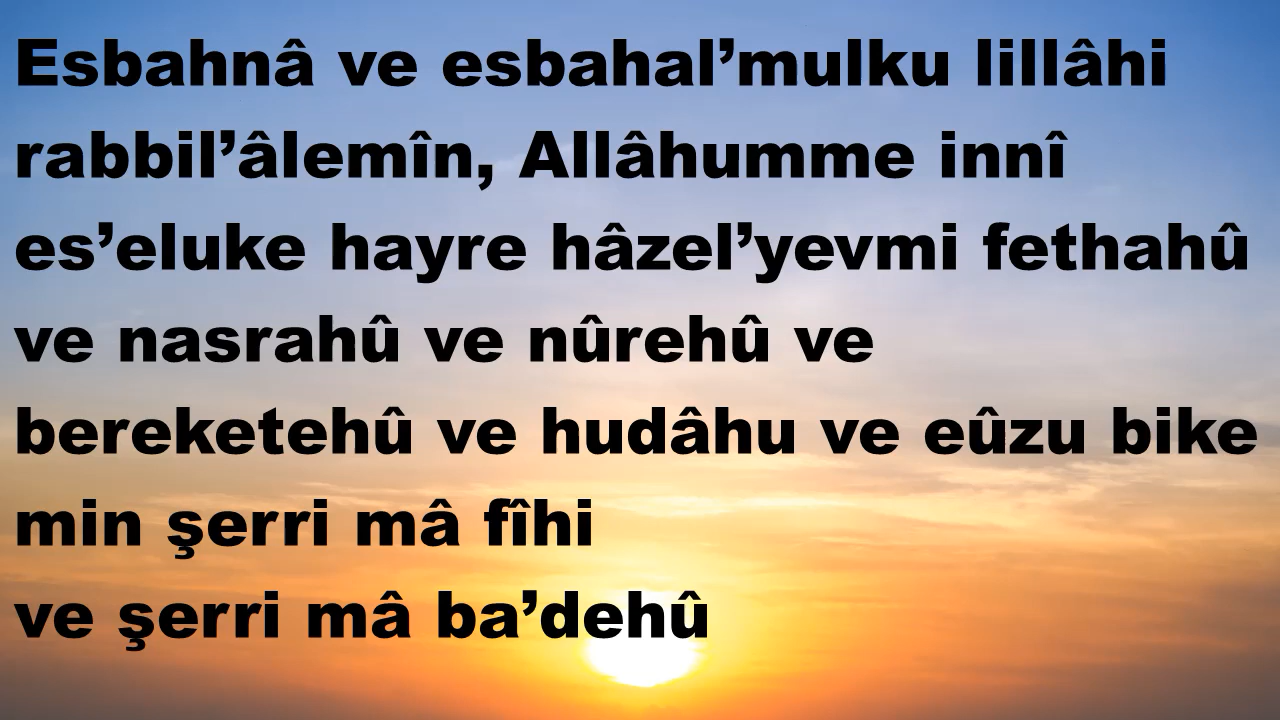 Esbahnâ ve esbahal’mulku lillâhi
rabbil’âlemîn, Allâhumme innî
es’eluke hayre hâzel’yevmi fethahû
ve nasrahû ve nûrehû ve
bereketehû ve hudâhu ve eûzu bike
min şerri mâ fîhi
ve şerri mâ ba’dehû